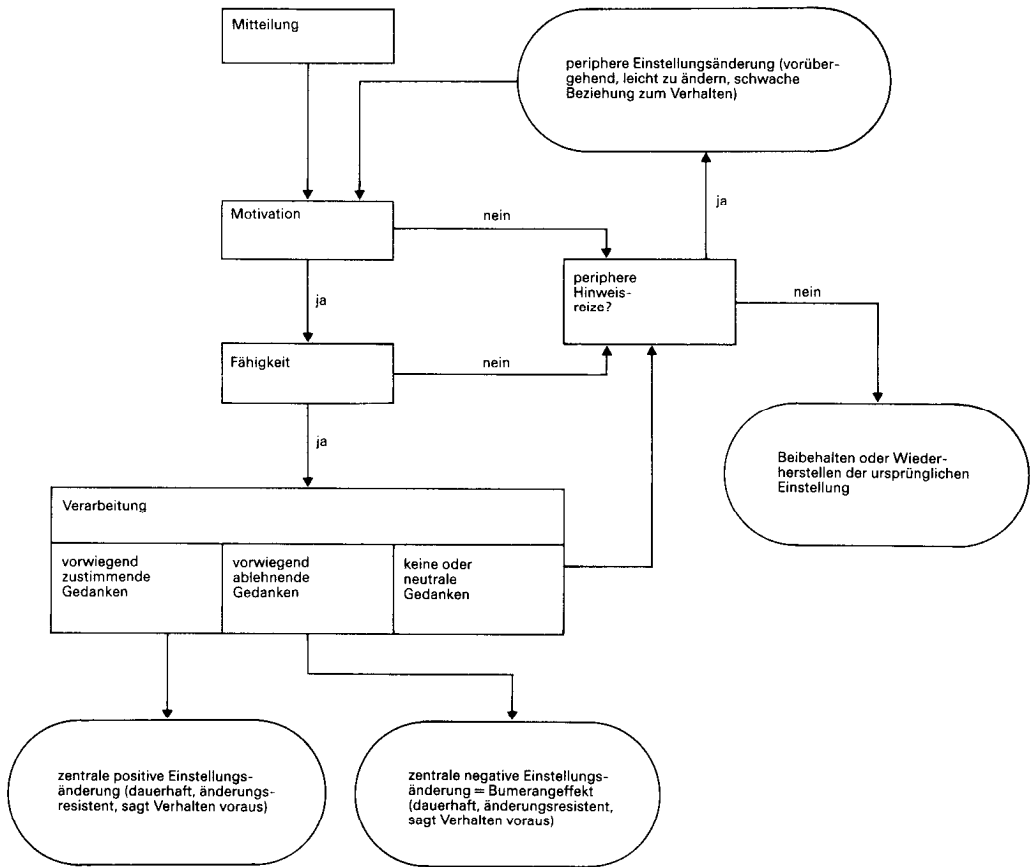 Mitteilung
periphere Einstellungsänderung (vorüber-
gehend, leicht zu ändern, schwache
Beziehung zum Verhalten)
Motivation
nein
ja
periphere
Hinweis-
reize?
nein
ja
Fähigkeit
nein
ja
Beibehalten oder Wieder-
herstellen der ursprünglichen
Einstellung
Verarbeitung
vorwiegend
zustimmende
Gedanken
vorwiegend
ablehnende
Gedanken
keine oder
neutrale
Gedanken
zentrale positive Einstellungs-
änderung (dauerhaft, änderungs-
resistent, sagt Verhalten voraus)
zentrale negative Einstellungs-
änderung = Bumerangeffekt
(dauerhaft, änderungsresistent,
sagt Verhalten voraus)